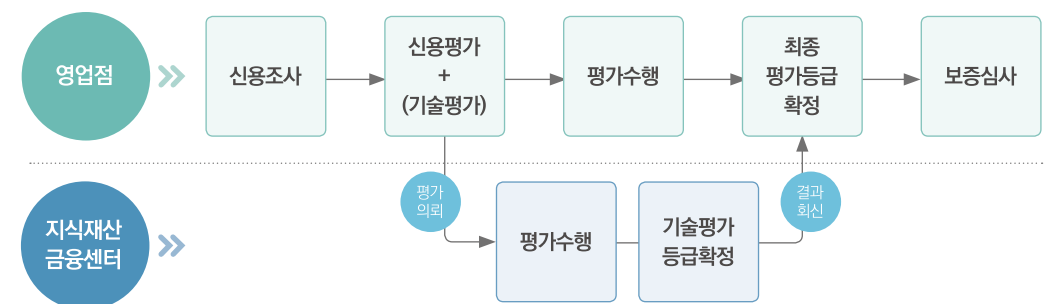 영업점
신용조사
신용평가
+
(기술평가)
평가수행
최종
평가등급
확정
보증심사
지식재산
금융센터
평가
의뢰
평가수행
기술평가
등급확정
결과
회신